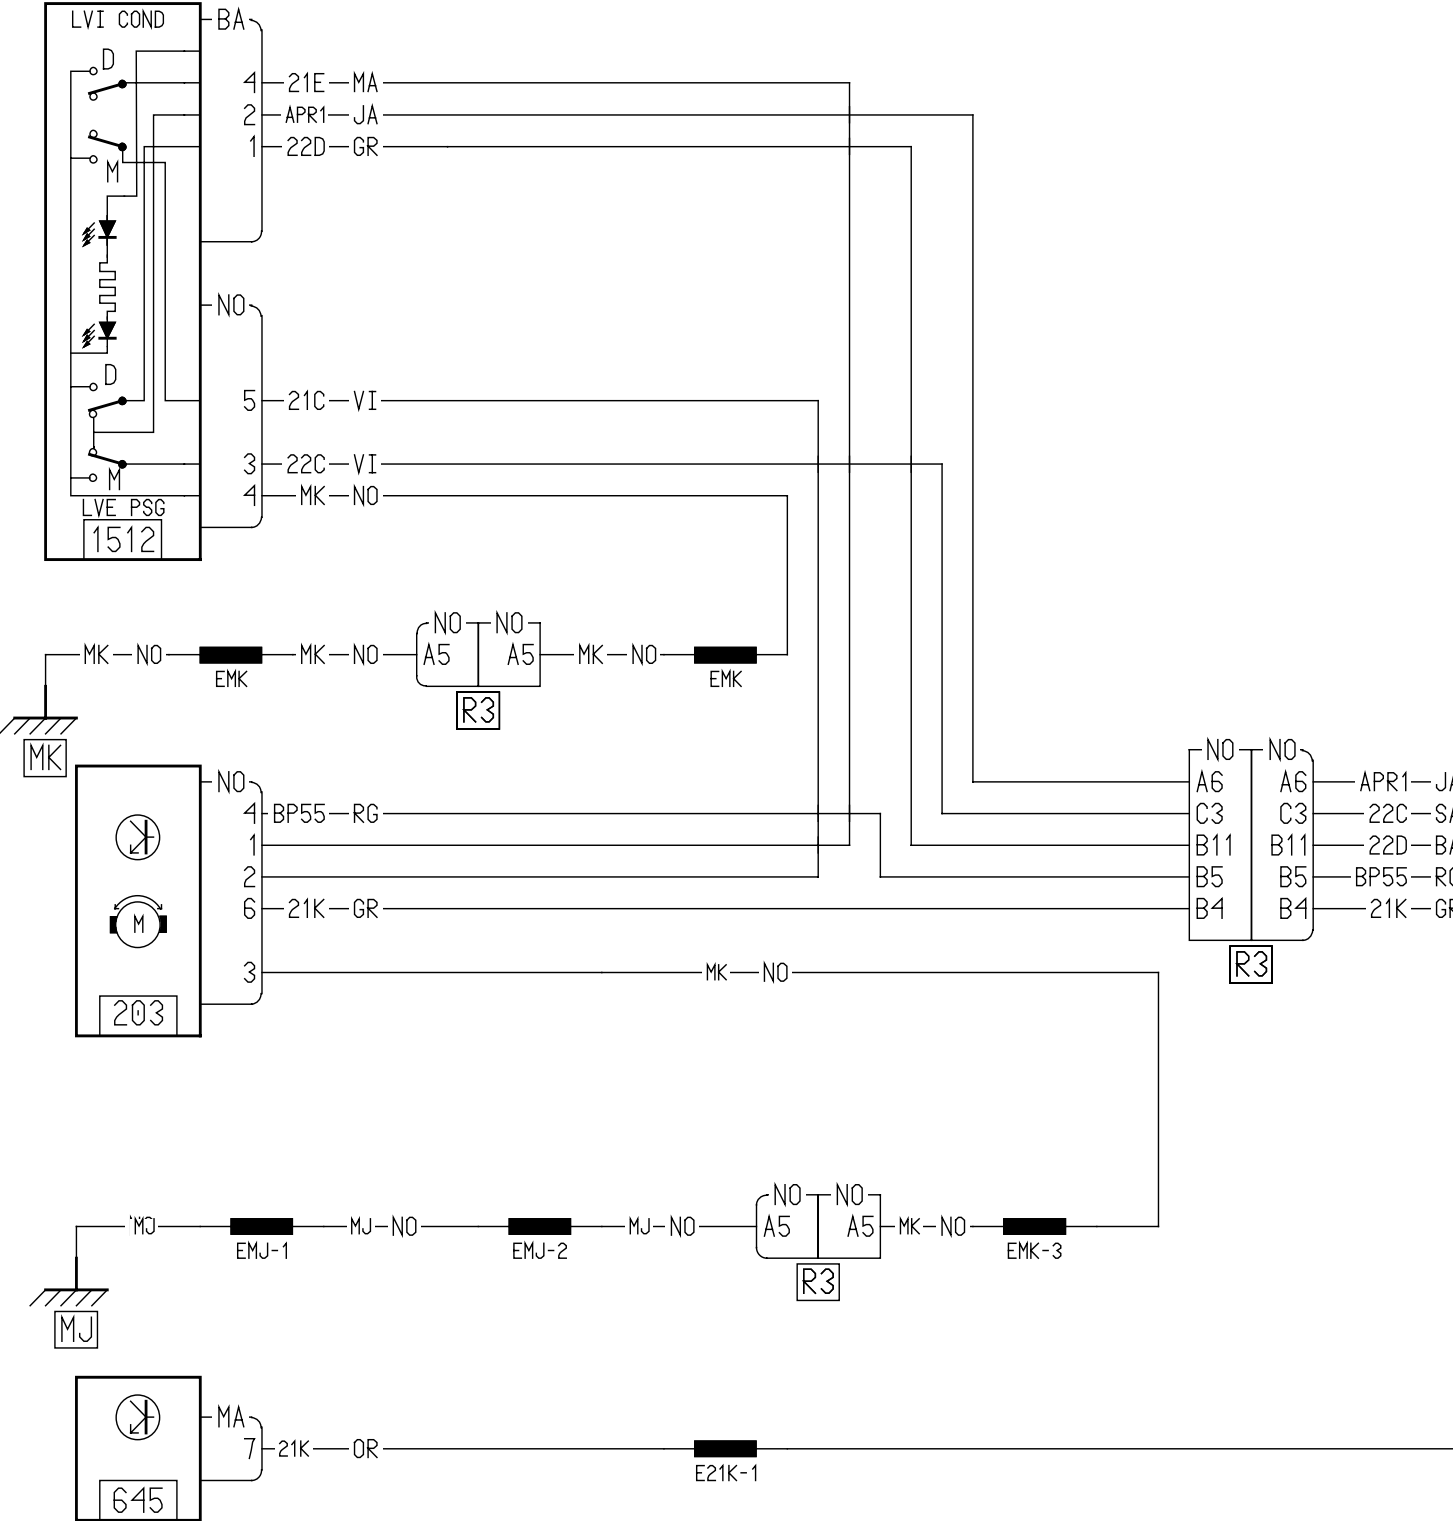 LVI COND
BA
D
4 21E MA
2 APR1 JA
1 22D GR
M
NO
D
5 21C VI
3 22C VI
M
4 MK NO
LVE PSG
1512
NO NO
MK NO MK NO A5 A5 MK NO
EMK EMK
R3
MK
NO NO
NO
A6 A6 APR1
4 BP55 RG C3 C3 22C
1 B11 B11 22D
2 B5 B5 BP55
6 21K GR B4 B4 21K
M
R3
3 MK NO
203
NO NO
MJ MJ NO MJ NO A5 A5 MK NO
EMJ-1 EMJ-2 EMK-3
R3
MJ
MA
7 21K OR
E21K-1
645